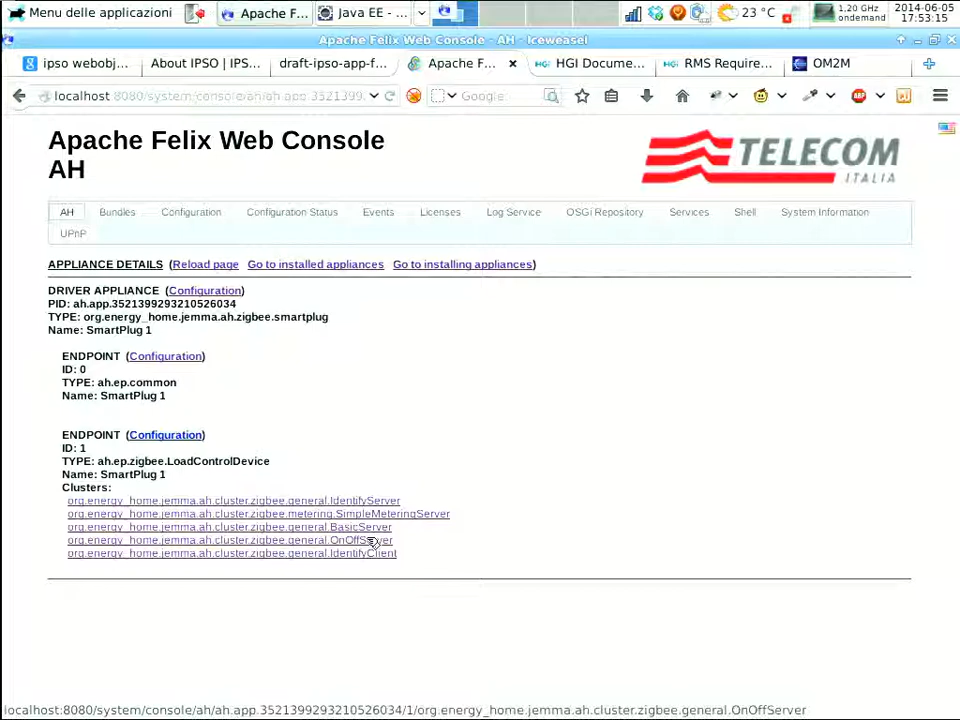 Menu delle applicazioni
Apache F...
Java EE - ...
23 °C
1,20 GHz
ondemand
2014-06-05
17:53:15
Apache Felix Web Console - AH - Iceweasel
ipso webobj...
About IPSO | IPS...
draft-ipso-app-f...
Apache F...
HGI Docume...
RMS Require...
OM2M
localhost:8080/system/console/ah/ah.app.3521399.
Google
Apache Felix Web Console
AH
TELECOM
ITALIA
AH Bundles Configuration Configuration Status Events Licenses Log Service OSGi Repository Services Shell System Information
UPnP
APPLIANCE DETAILS (Reload page Go to installed appliances Go to installing appliances)
DRIVER APPLIANCE (Configuration)
PID: ah.app.3521399293210526034
TYPE: org.energy_home.jemma.ah.zigbee.smartplug
Name: SmartPlug 1
ENDPOINT (Configuration)
ID: 0
TYPE: ah.ep.common
Name: SmartPlug 1
ENDPOINT (Configuration)
ID: 1
TYPE: ah.ep.zigbee.LoadControlDevice
Name: SmartPlug 1
Clusters:
org.energy_home.jemma.ah.cluster.zigbee.general.IdentifyServer
org.energy_home.jemma.ah.cluster.zigbee.metering.SimpleMeteringServer
org.energy_home.jemma.ah.cluster.zigbee.general.BasicServer
org.energy_home.jemma.ah.cluster.zigbee.general.OnOffServer
org.energy_home.jemma.ah.cluster.zigbee.general.IdentifyClient
localhost:8080/system/console/ah/ah.app.3521399293210526034/1/org.energy_home.jemma.ah.cluster.zigbee.general.OnOffServer